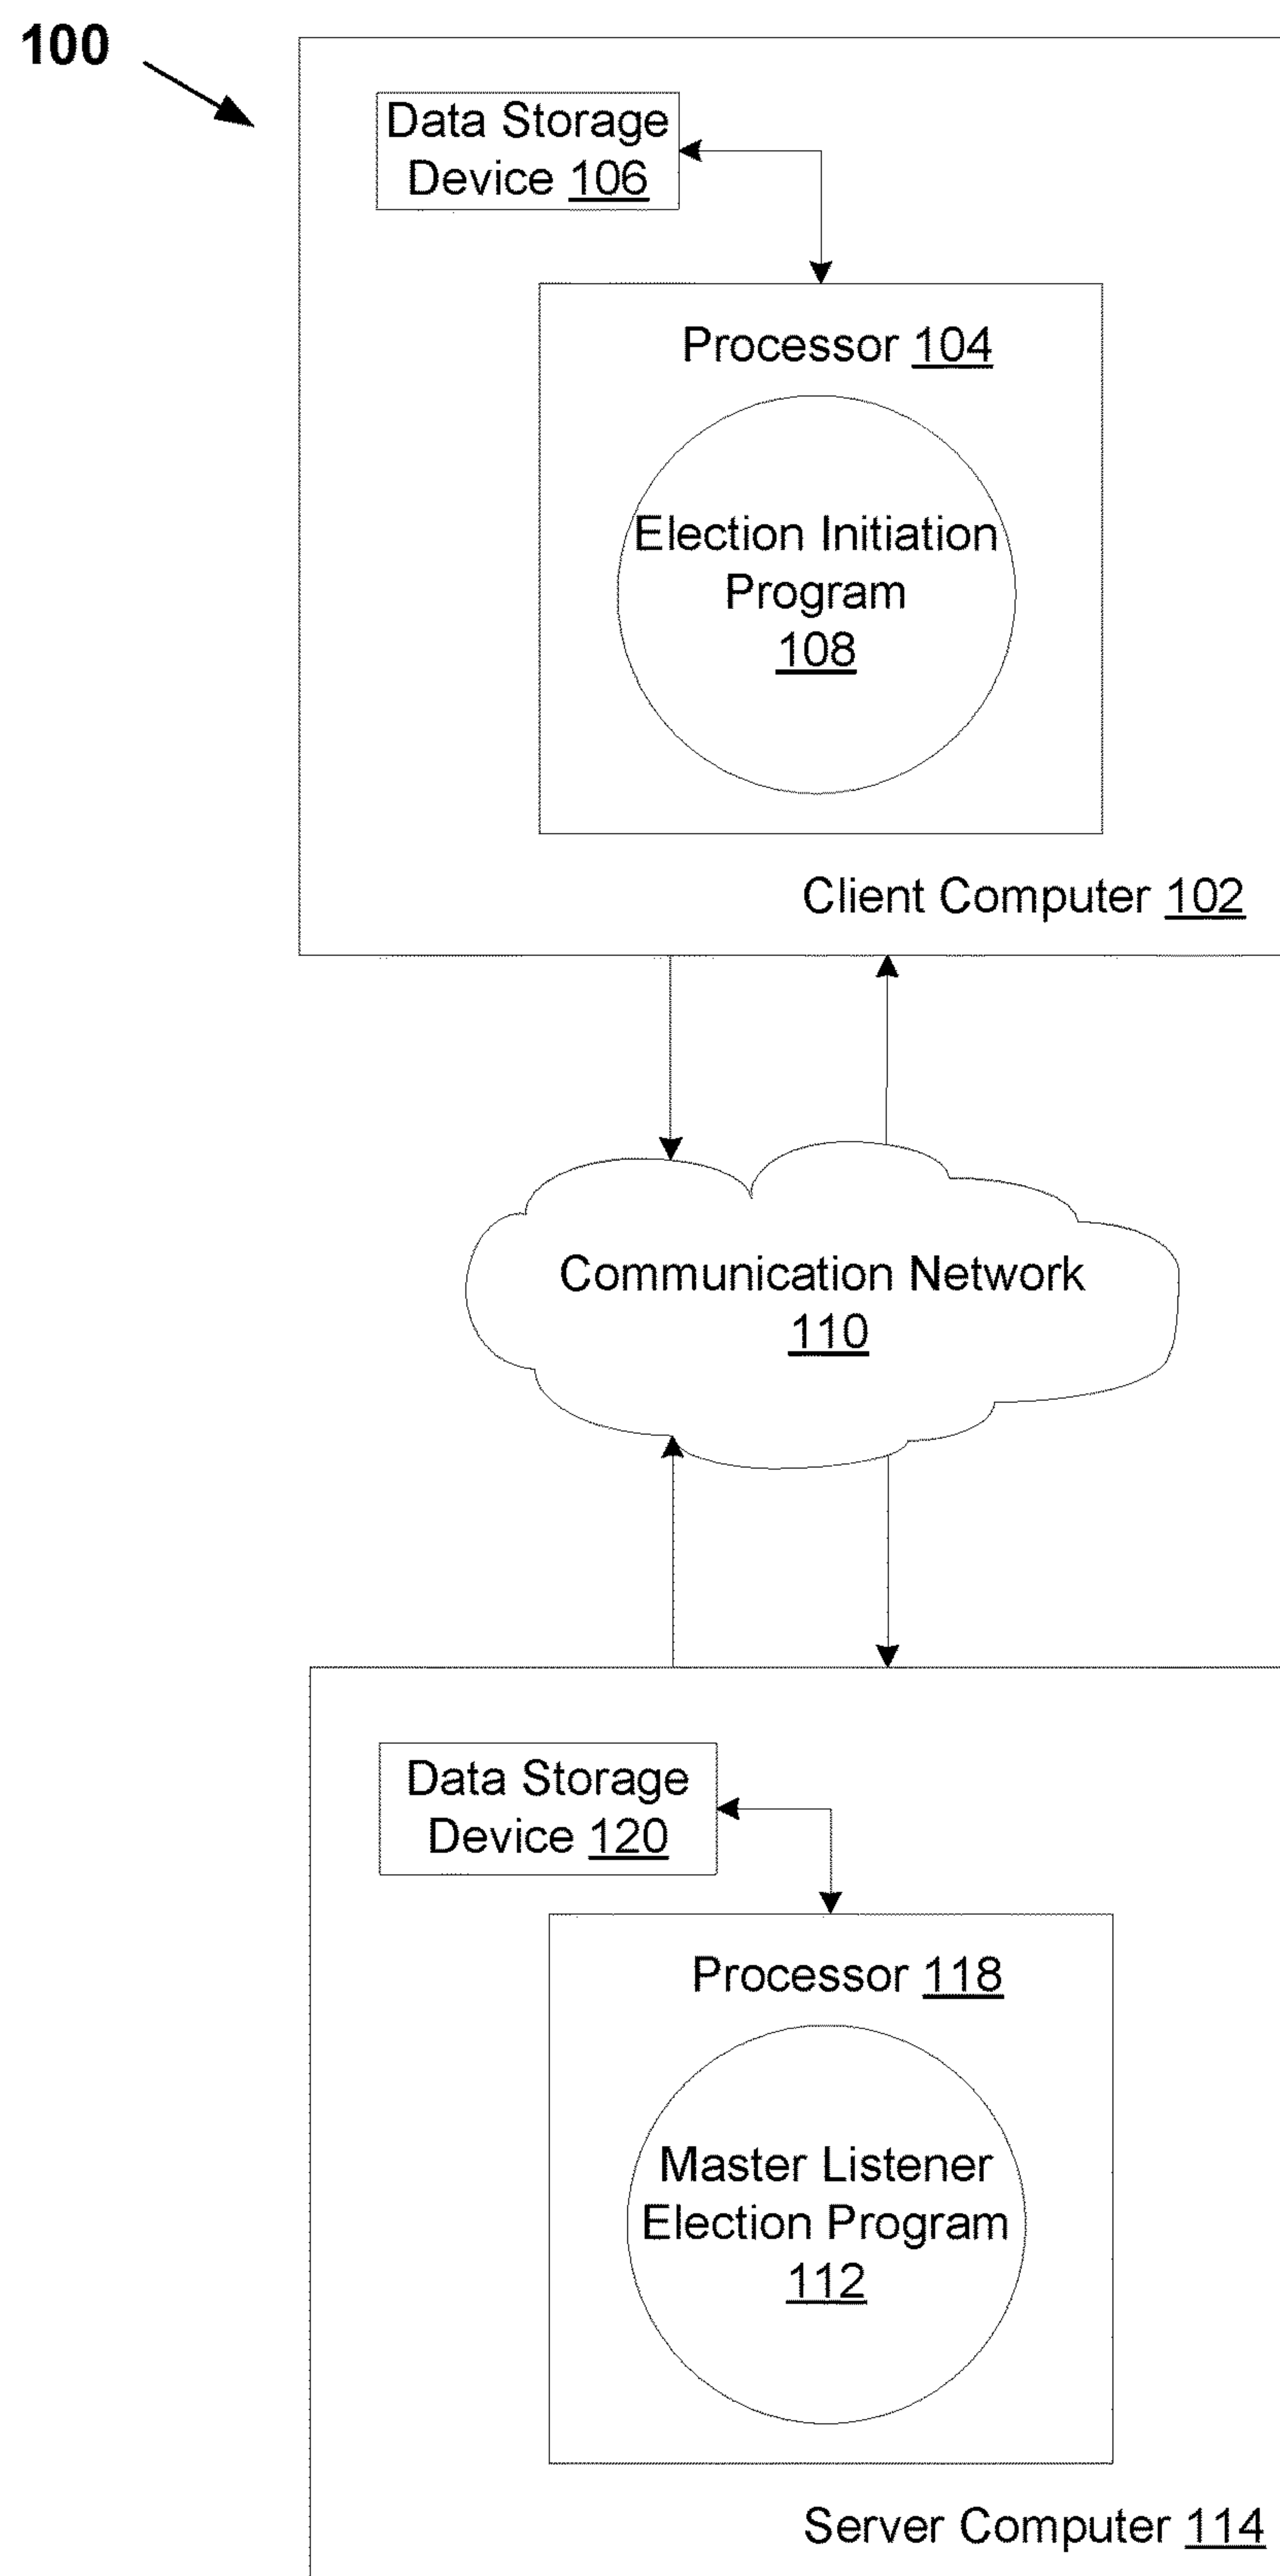 100
Data Storage
Device 106
Processor 104
Election Initiation
Program
108
Client Computer 102
Communication Network
110
Data Storage
Device 120
Processor 118
Master Listener
Election Program
112
Server Computer 114